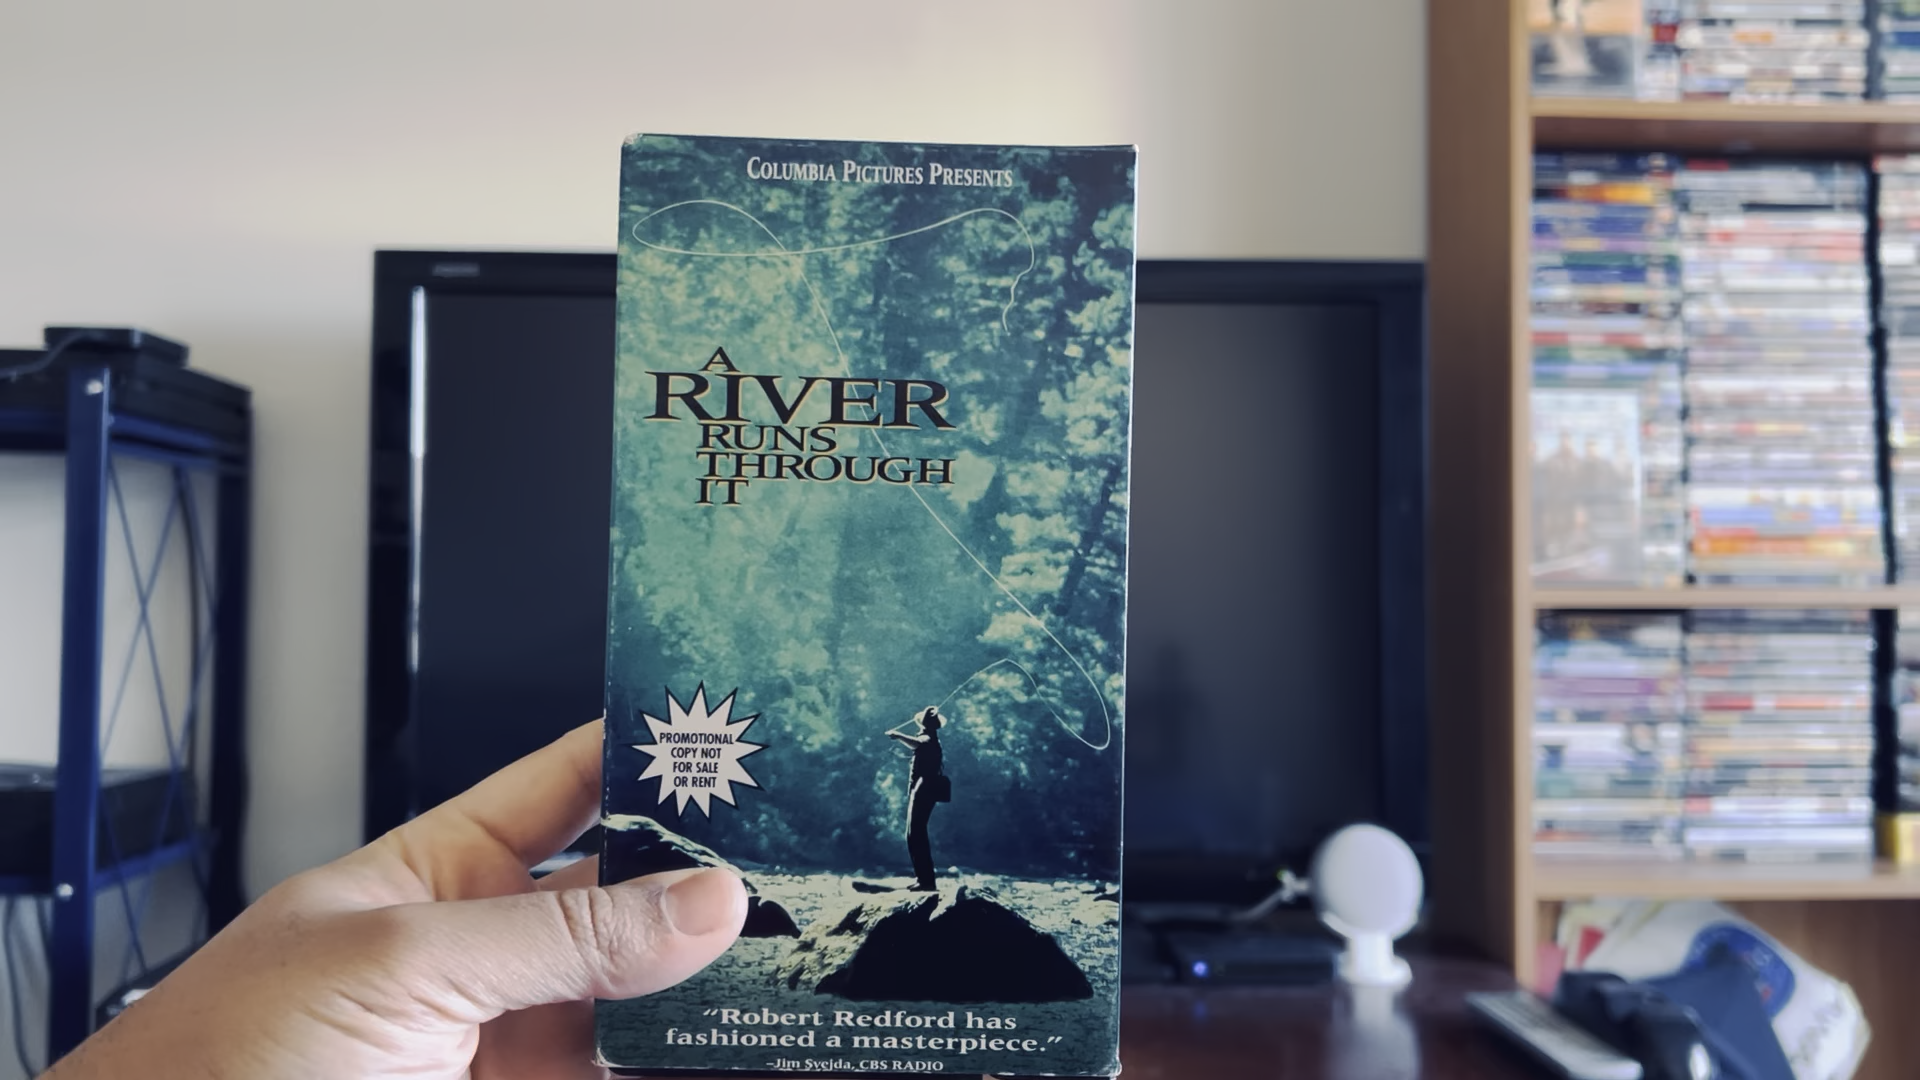 COLUMBIA PICTURES PRESENTS
A
RIVER
RUNS
THROUGH
IT
PROMOTIONAL
COPY NOT
FOR SALE
OR RENT
“Robert Redford has
fashioned a masterpiece.”
–Jim Svejda, CBS RADIO